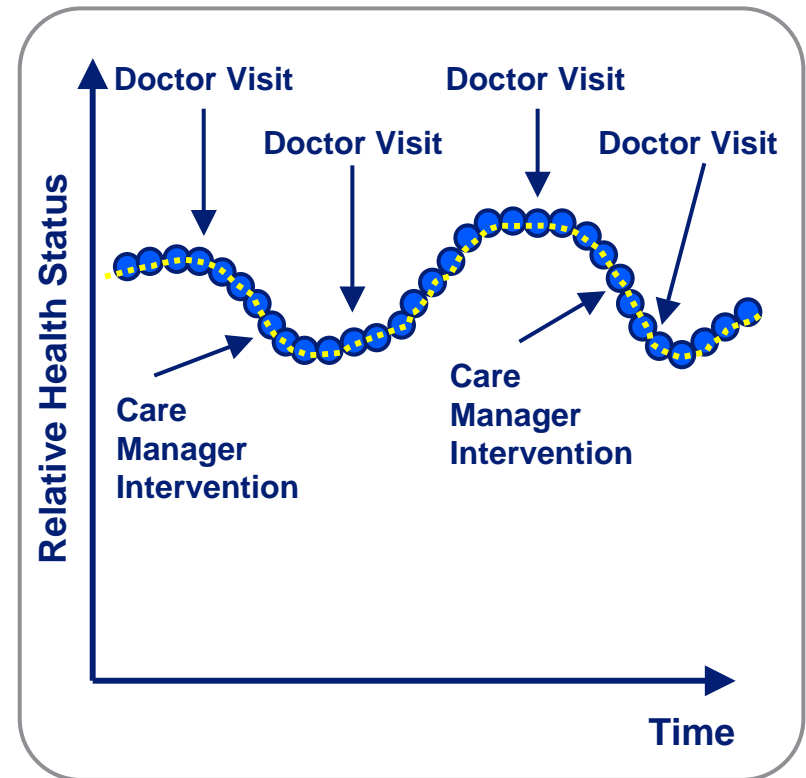 Doctor Visit
Doctor Visit
Doctor Visit
Doctor Visit
Relative Health Status
Care
Manager
Intervention
Care
Manager
Intervention
Time